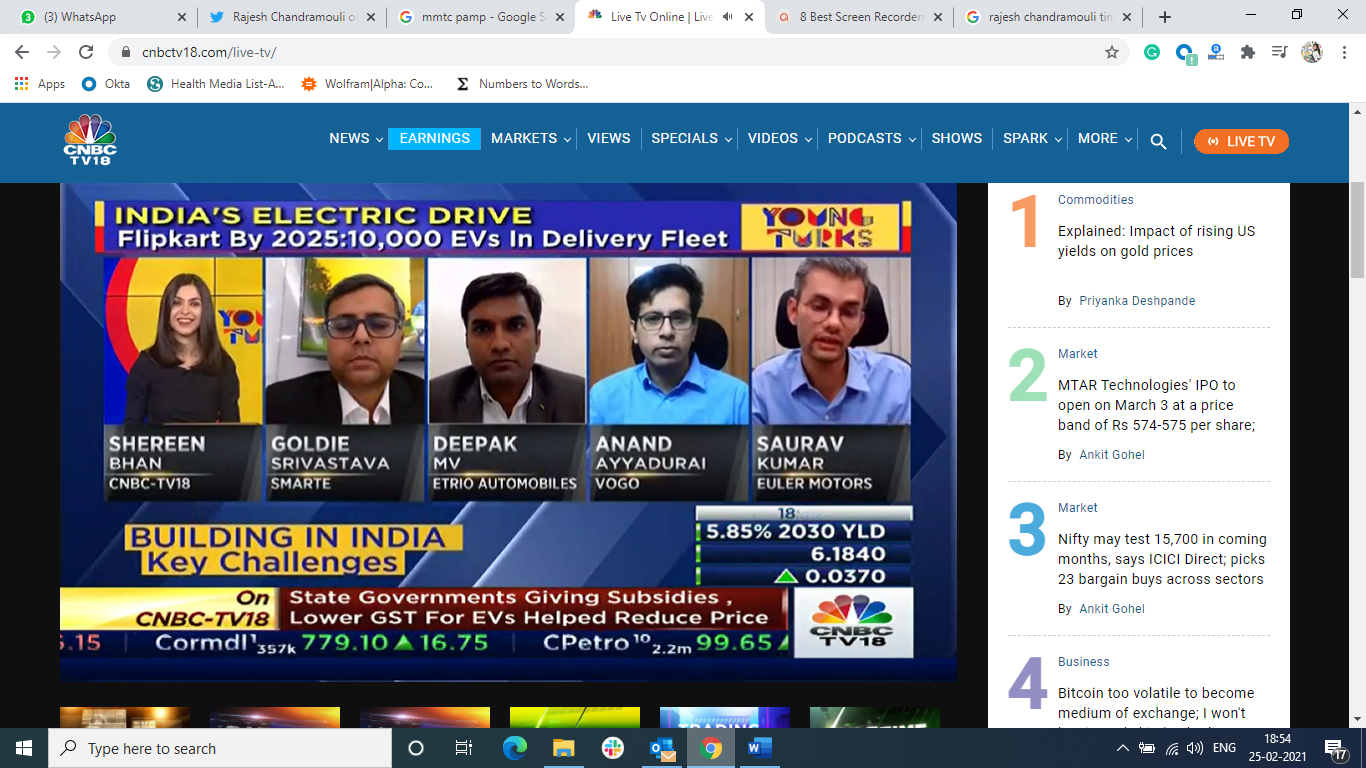 (3) WhatsApp
Rajesh Chandramouli o
mmtc pamp - Google S
Live Tv Online | Live
8 Best Screen Recorders
rajesh chandramouli tim
cnbctv18.com/live-tv/
Apps
Okta
Health Media List-A...
Wolfram|Alpha: Co...
Numbers to Words...
CNBC
TV18
NEWS
EARNINGS
MARKETS
VIEWS
SPECIALS
VIDEOS
PODCASTS
SHOWS
SPARK
MORE
LIVE TV
INDIA'S ELECTRIC DRIVE
Flipkart By 2025:10,000 EVs In Delivery Fleet
YOUNG
TURKS
SHEREEN
BHAN
CNBC-TV18
GOLDIE
SRIVASTAVA
SMARTE
DEEPAK
MV
ETRIO AUTOMOBILES
ANAND
AYYADURAI
VOGO
SAURAV
KUMAR
EULER MOTORS
BUILDING IN INDIA
Key Challenges
18
5.85% 2030 YLD
6.1840
0.0370
On
CNBC-TV18
State Governments Giving Subsidies ,
Lower GST For EVs Helped Reduce Price
CNBC
TV18
5.15 Cormdl 357k 779.10 16.75 CPetro 2.2m 99.65
1
Commodities
Explained: Impact of rising US
yields on gold prices
By Priyanka Deshpande
2
Market
MTAR Technologies' IPO to
open on March 3 at a price
band of Rs 574-575 per share;
By Ankit Gohel
3
Market
Nifty may test 15,700 in coming
months, says ICICI Direct; picks
23 bargain buys across sectors
By Ankit Gohel
4
Business
Bitcoin too volatile to become
medium of exchange; I won't
TRADING
Type here to search
ENG
18:54
25-02-2021
17